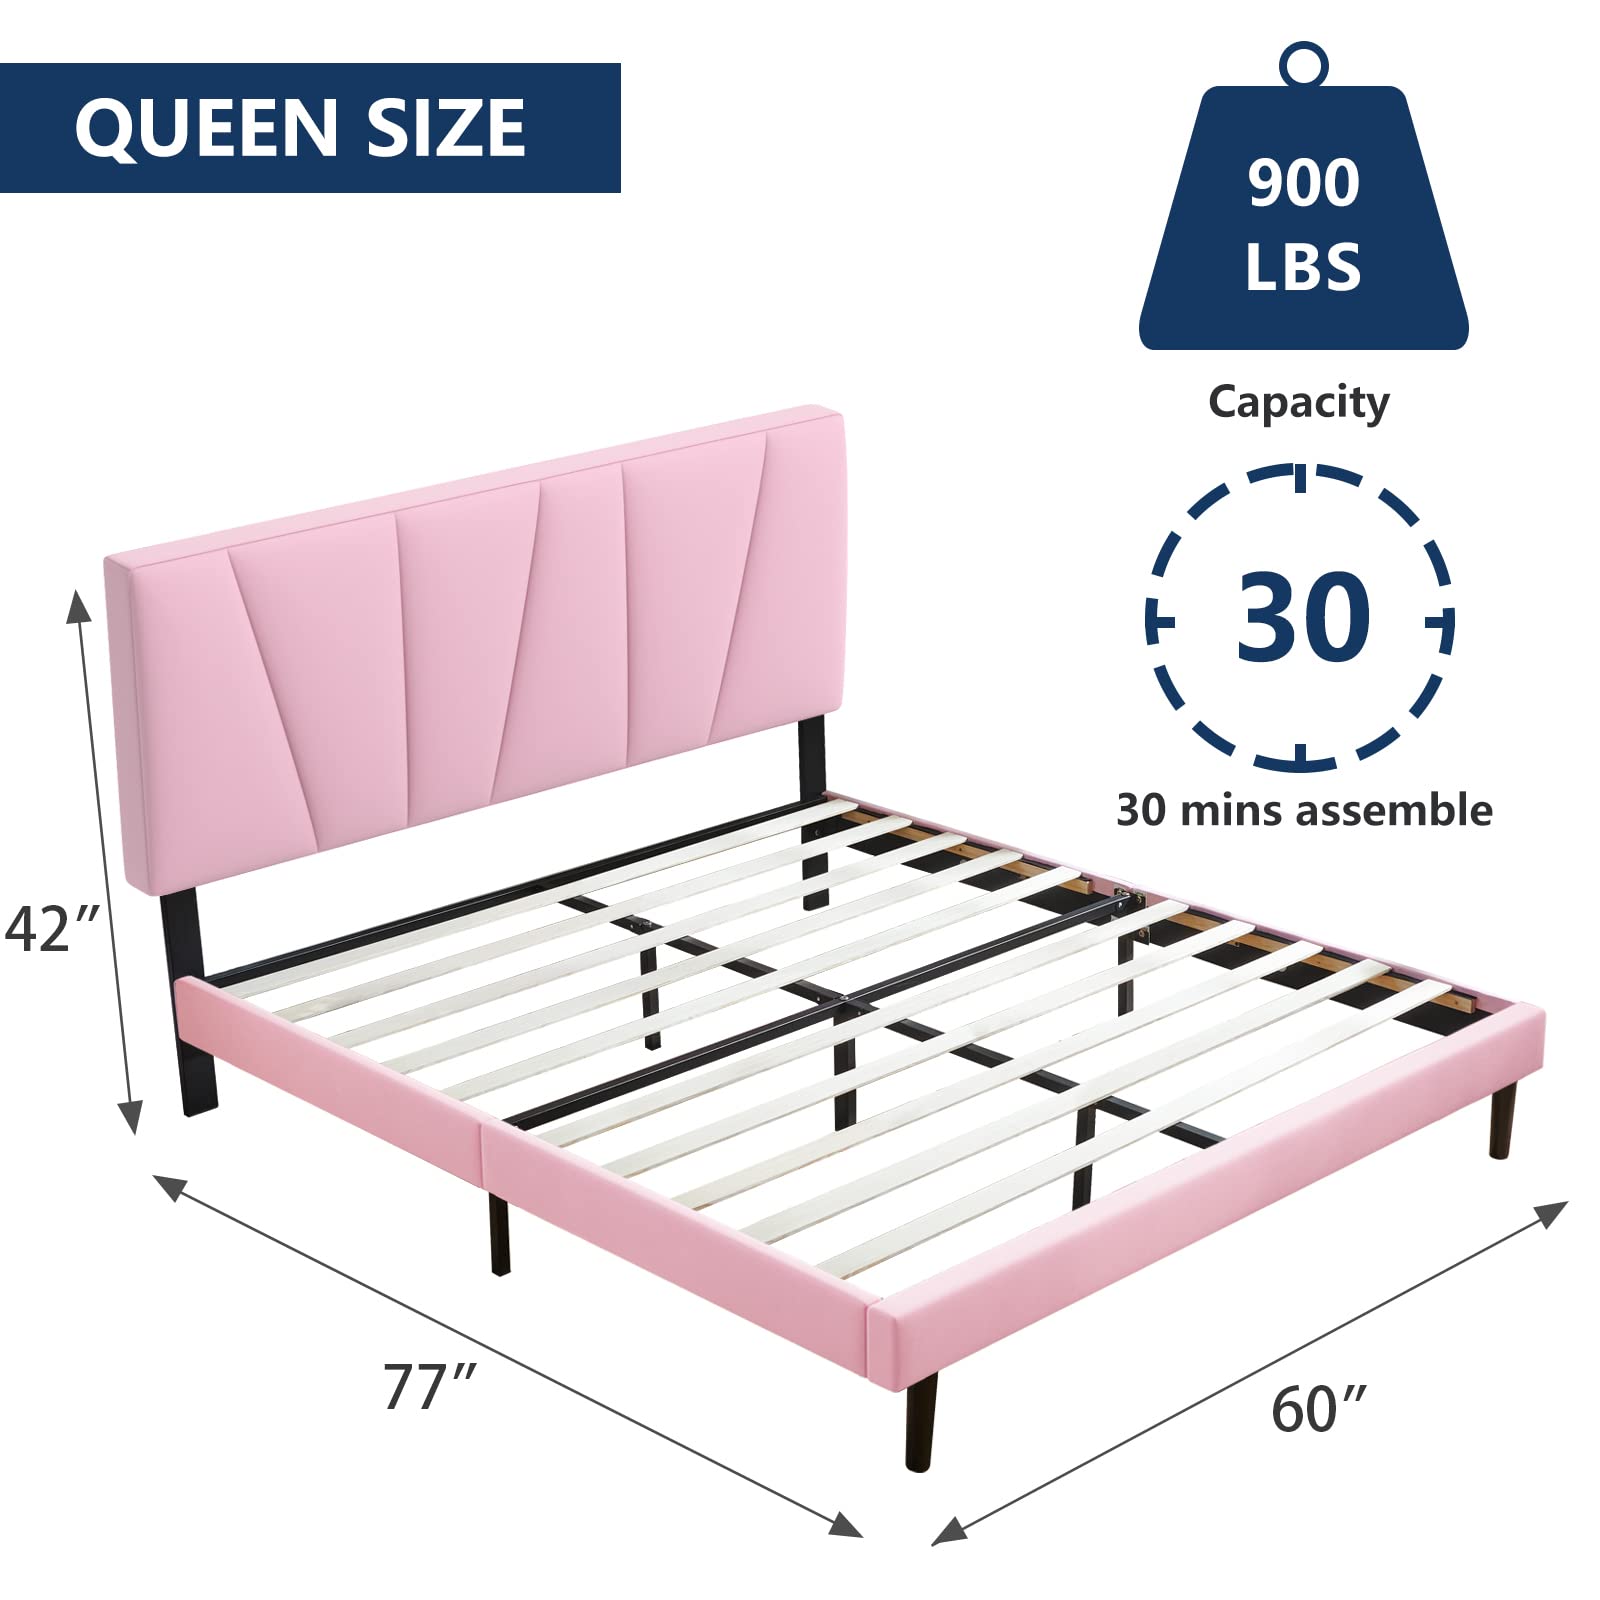 QUEEN SIZE
900
LBS
Capacity
30
30 mins assemble
42”
77”
60”